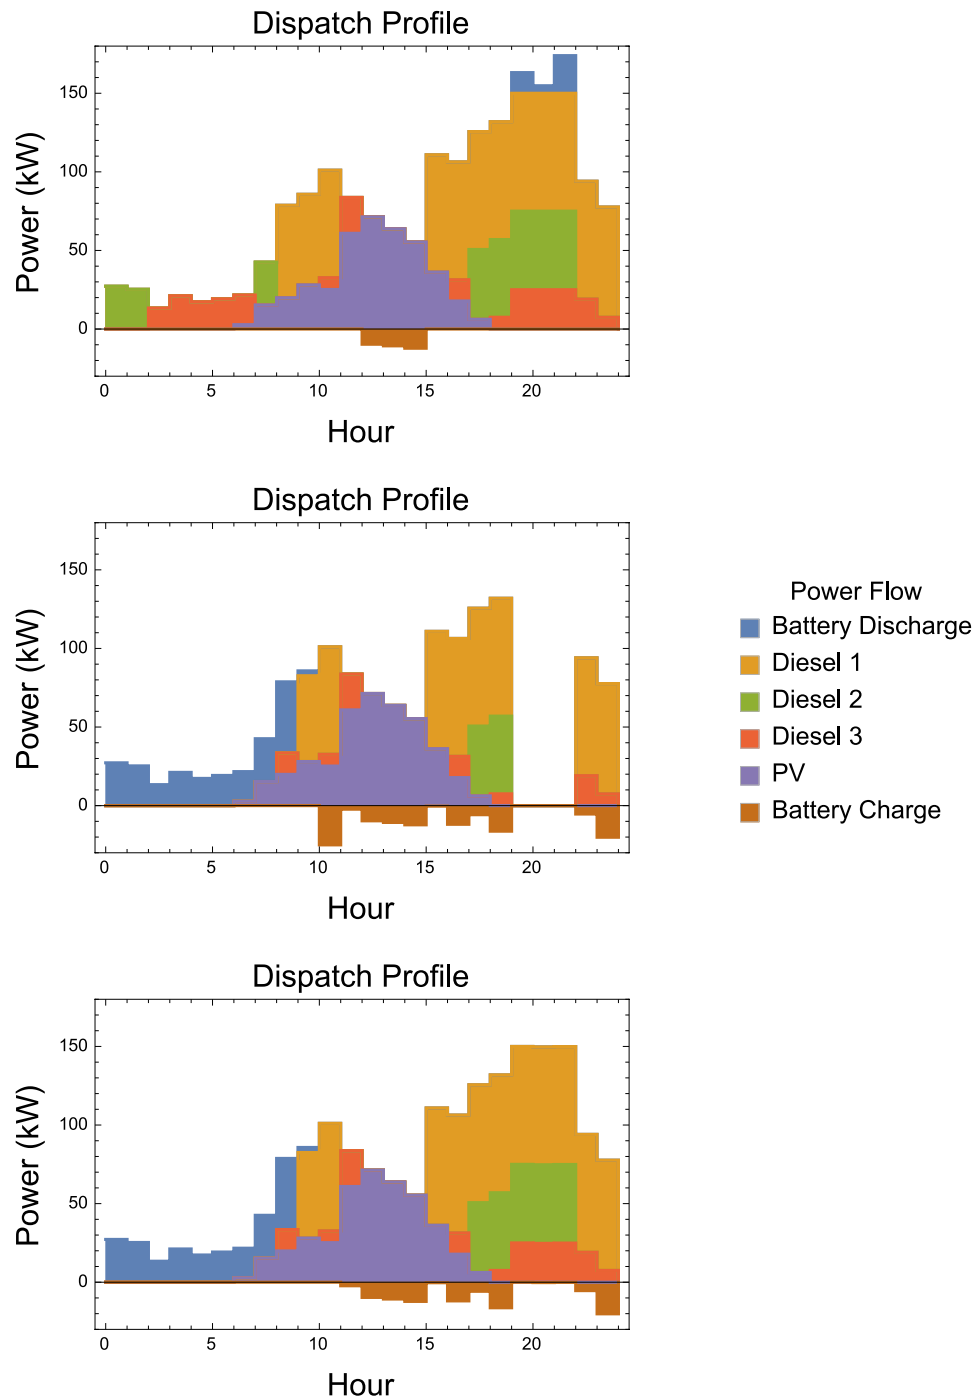 Dispatch Profile
150
100
50
0
Power (kW)
0 5 10 15 20
Hour
Dispatch Profile
150
100
50
0
Power (kW)
0 5 10 15 20
Hour
Power Flow
Battery Discharge
Diesel 1
Diesel 2
Diesel 3
PV
Battery Charge
Dispatch Profile
150
100
50
0
Power (kW)
0 5 10 15 20
Hour